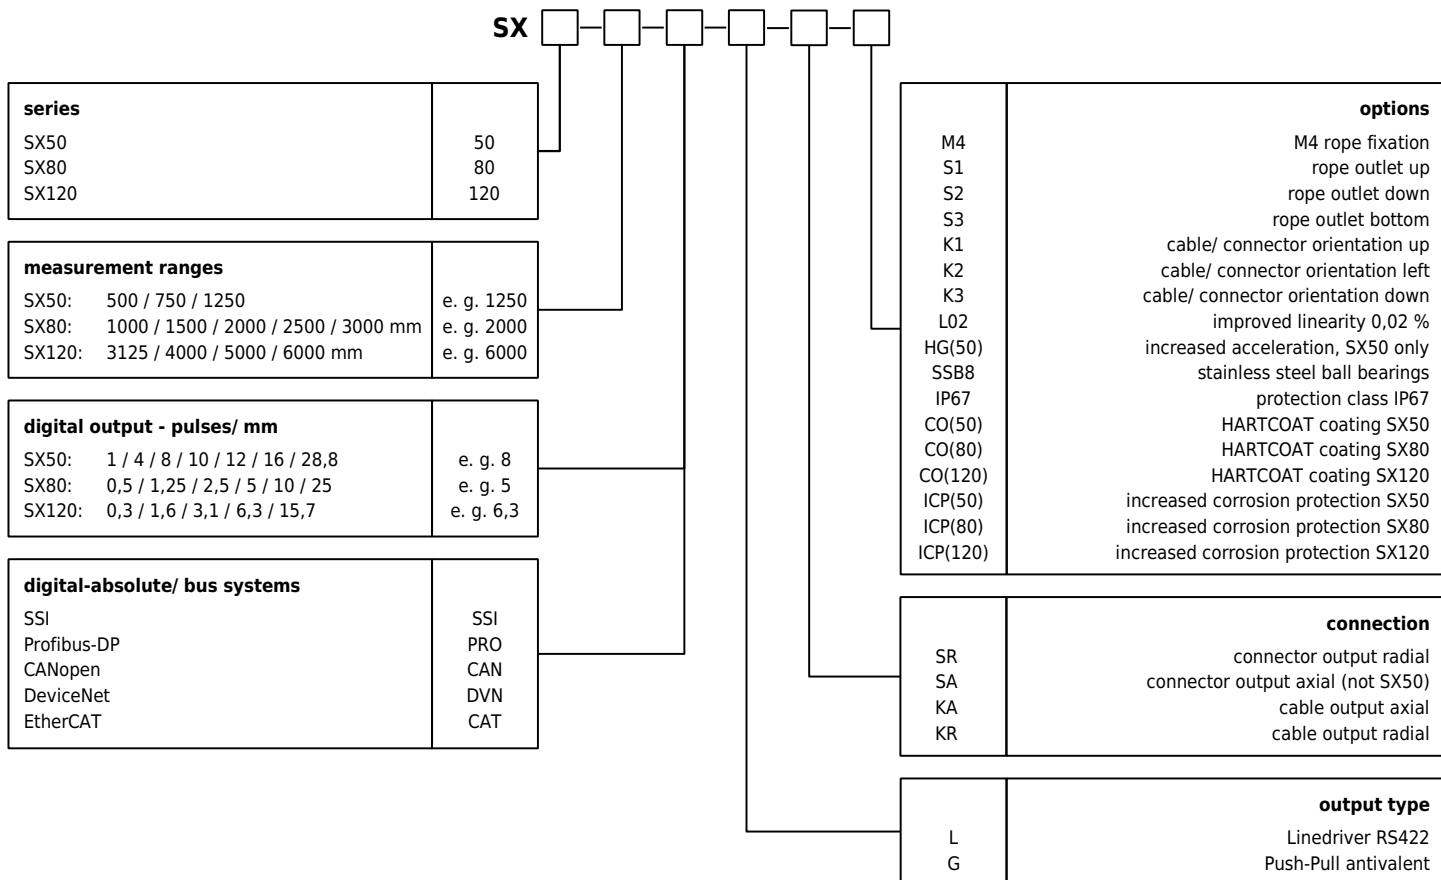 SX
series
SX50 50
SX80 80
SX120 120
measurement ranges
SX50: 500 / 750 / 1250 e. g. 1250
SX80: 1000 / 1500 / 2000 / 2500 / 3000 mm e. g. 2000
SX120: 3125 / 4000 / 5000 / 6000 mm e. g. 6000
digital output - pulses/ mm
SX50: 1 / 4 / 8 / 10 / 12 / 16 / 28,8 e. g. 8
SX80: 0,5 / 1,25 / 2,5 / 5 / 10 / 25 e. g. 5
SX120: 0,3 / 1,6 / 3,1 / 6,3 / 15,7 e. g. 6,3
digital-absolute/ bus systems
SSI SSI
Profibus-DP PRO
CANopen CAN
DeviceNet DVN
EtherCAT CAT
options
M4 M4 rope fixation
S1 rope outlet up
S2 rope outlet down
S3 rope outlet bottom
K1 cable/ connector orientation up
K2 cable/ connector orientation left
K3 cable/ connector orientation down
L02 improved linearity 0,02 %
HG(50) increased acceleration, SX50 only
SSB8 stainless steel ball bearings
IP67 protection class IP67
CO(50) HARTCOAT coating SX50
CO(80) HARTCOAT coating SX80
CO(120) HARTCOAT coating SX120
ICP(50) increased corrosion protection SX50
ICP(80) increased corrosion protection SX80
ICP(120) increased corrosion protection SX120
connection
SR connector output radial
SA connector output axial (not SX50)
KA cable output axial
KR cable output radial
output type
L Linedriver RS422
G Push-Pull antivalent